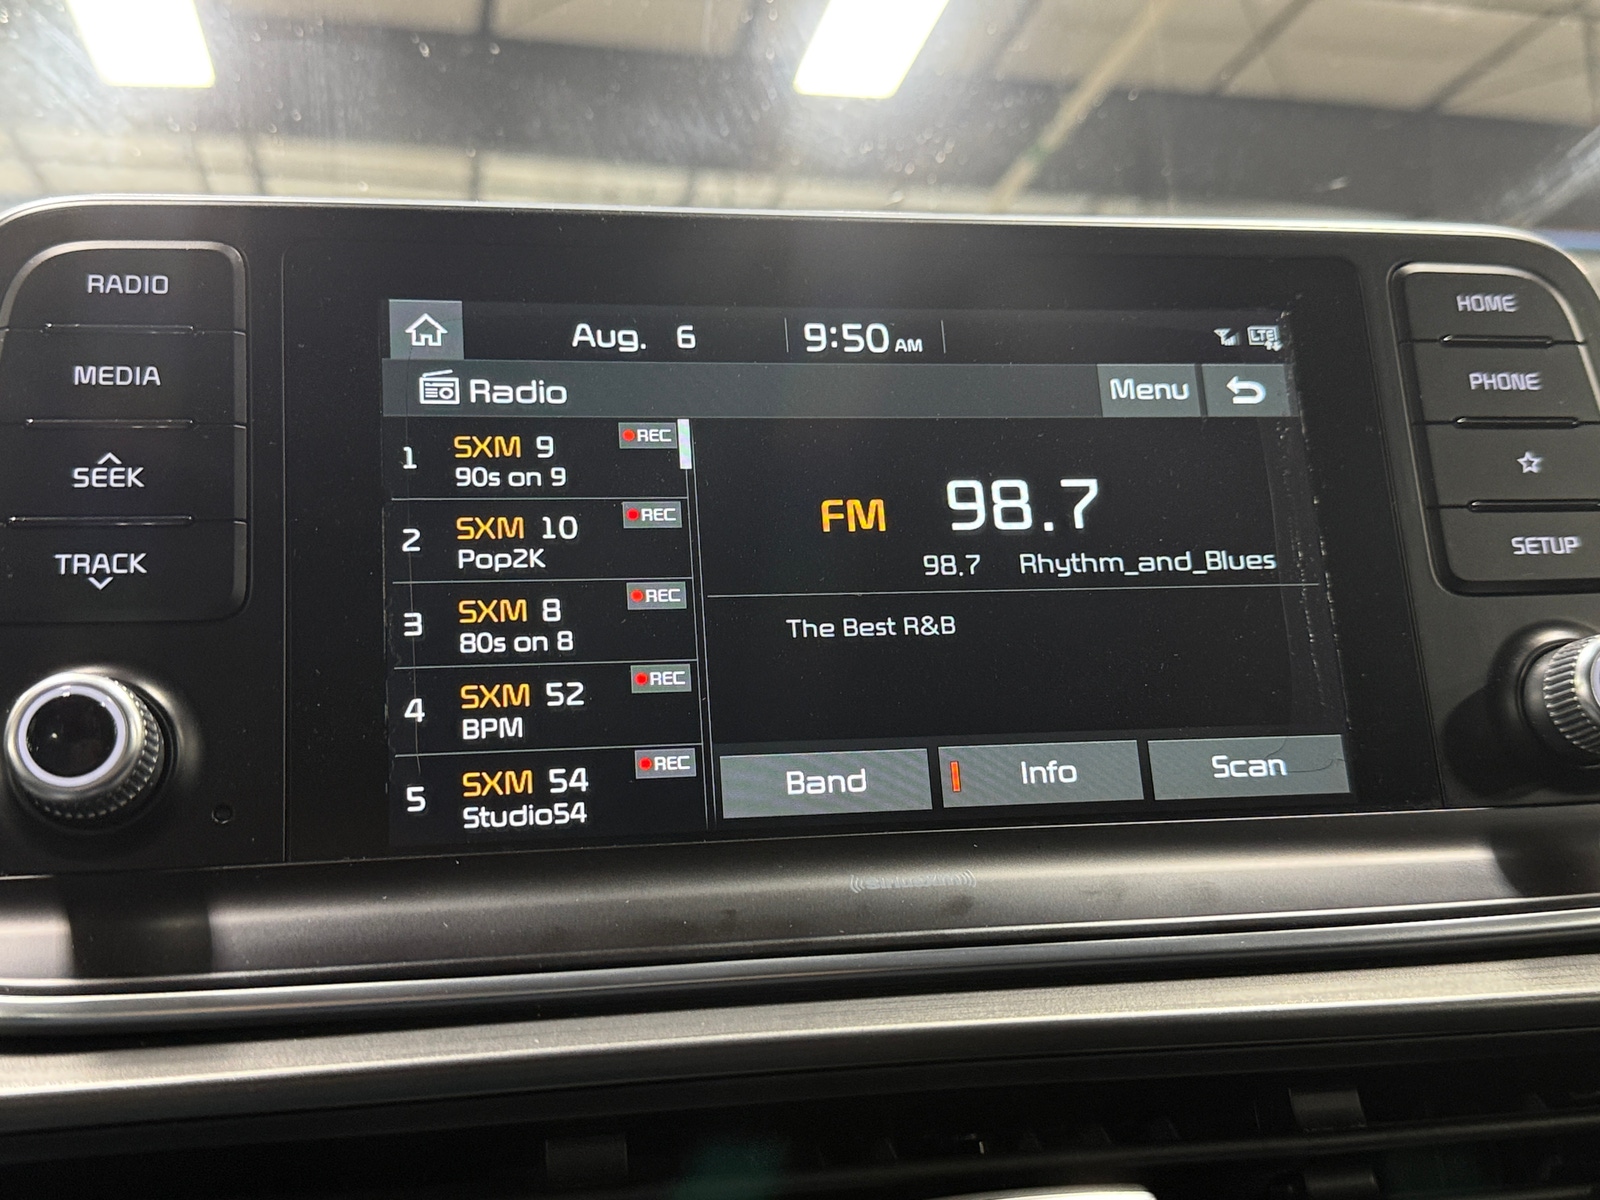 RADIO
MEDIA
SEEK
TRACK
Aug. 6
9:50 AM
LTE
Radio
Menu
1 SXM 9 REC
90s on 9
2 SXM 10 REC
Pop2K
3 SXM 8 REC
80s on 8
4 SXM 52 REC
BPM
5 SXM 54 REC
Studio54
FM 98.7
98.7 Rhythm_and_Blues
The Best R&B
Band
Info
Scan
HOME
PHONE
SETUP
((SiriusXM))